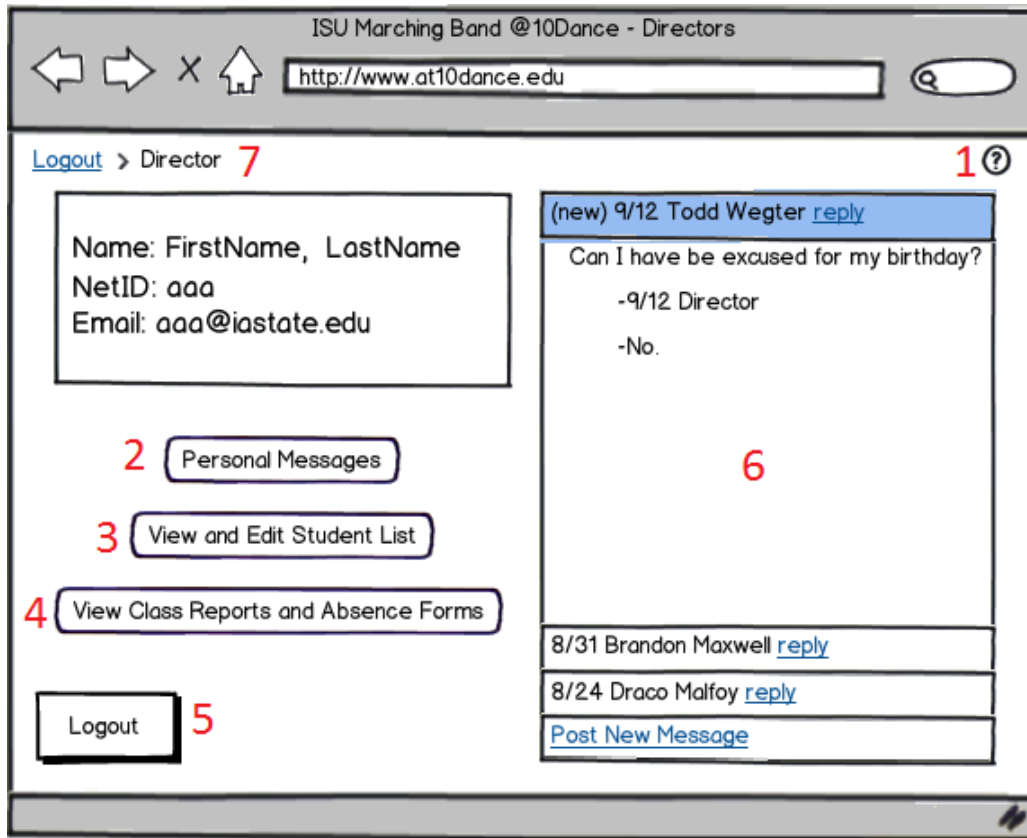 ISU Marching Band @10Dance - Directors
http://www.at10dance.edu
Logout > Director 7
1 ?
Name: FirstName, LastName
NetID: aaa
Email: aaa@iastate.edu
2 Personal Messages
3 View and Edit Student List
4 View Class Reports and Absence Forms
Logout 5
(new) 9/12 Todd Wegter reply
Can I have be excused for my birthday?
-9/12 Director
-No.
6
8/31 Brandon Maxwell reply
8/24 Draco Malfoy reply
Post New Message